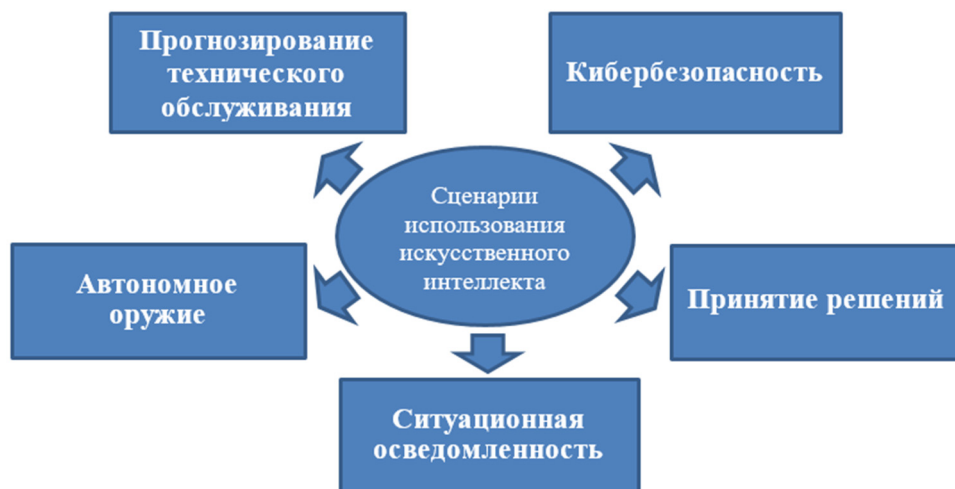 Прогнозирование
технического
обслуживания
Кибербезопасность
Сценарии
использования
искусственного
интеллекта
Автономное
оружие
Принятие решений
Ситуационная
осведомленность